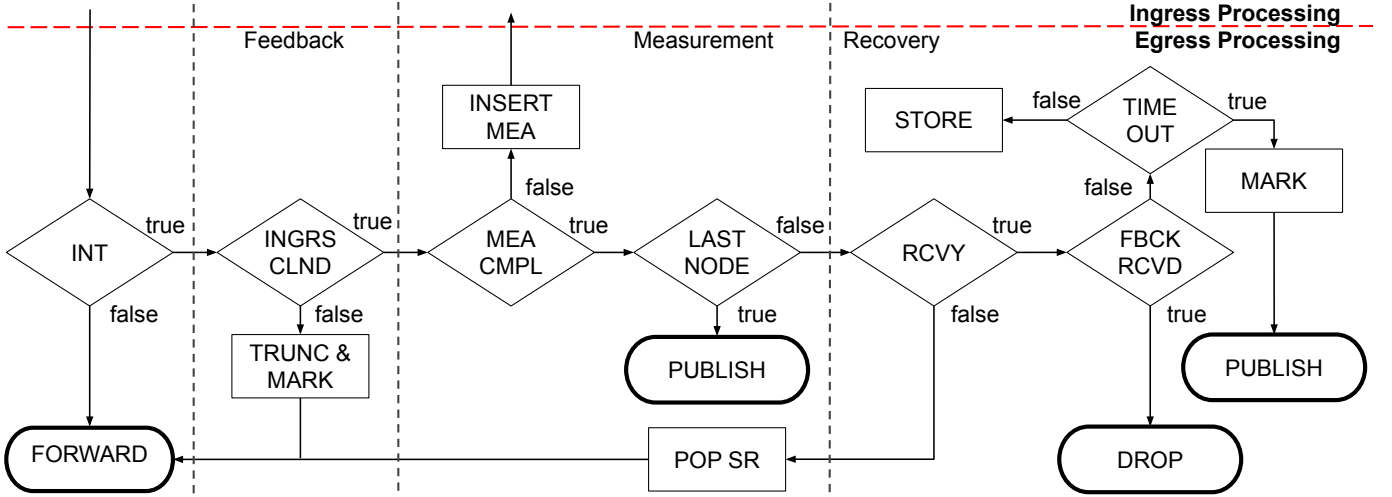 Ingress Processing
Feedback
Measurement
Recovery
Egress Processing
INSERT
MEA
STORE
false
TIME
OUT
true
MARK
false
false
true
true
true
false
true
INT
INGRS
CLND
MEA
CMPL
LAST
NODE
RCVY
FBCK
RCVD
false
false
true
false
true
TRUNC &
MARK
PUBLISH
PUBLISH
FORWARD
POP SR
DROP